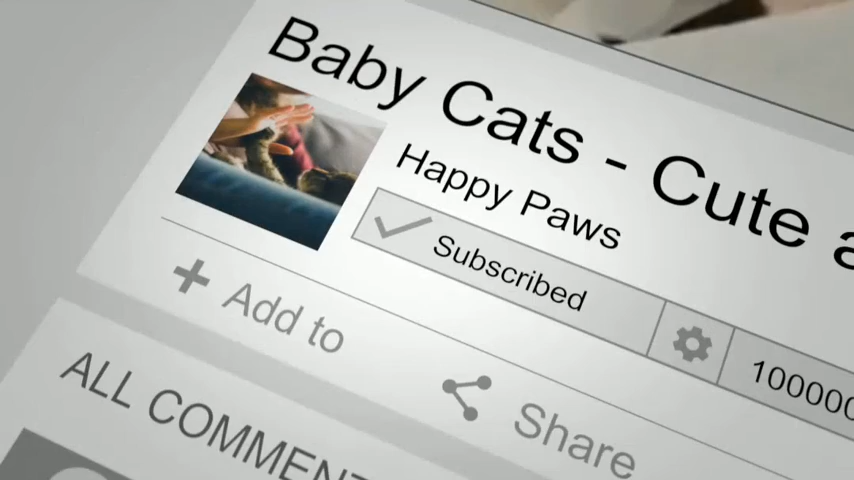 Baby Cats - Cute a
Happy Paws
Subscribed
100000
Add to
Share
ALL COMMENT